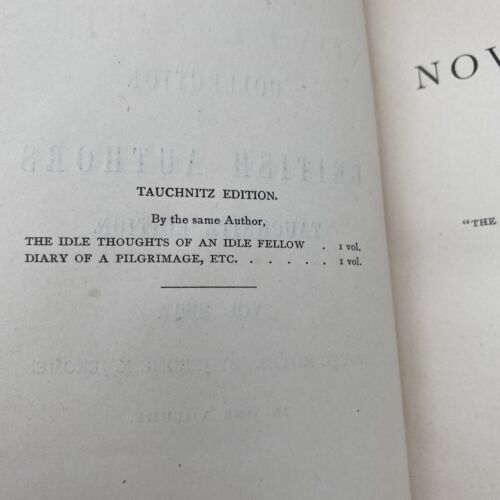 TAUCHNITZ EDITION.
By the same Author,
THE IDLE THOUGHTS OF AN IDLE FELLOW . 1 vol.
DIARY OF A PILGRIMAGE, ETC. . . . . . 1 vol.
NOV
"THE